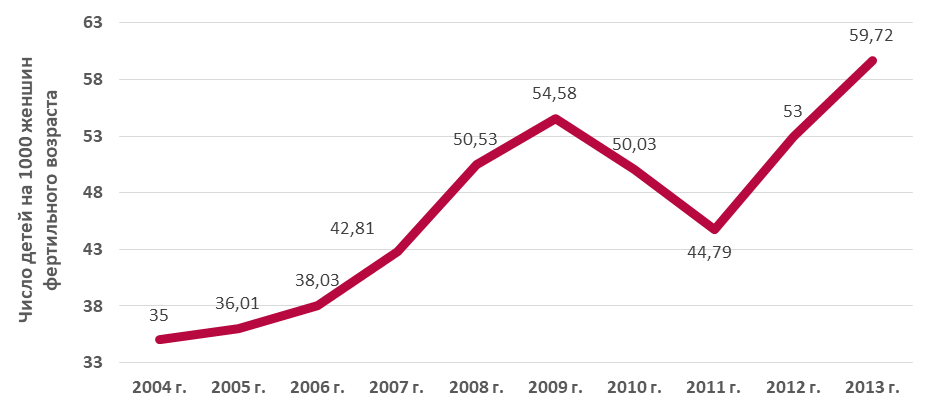 Число детей на 1000 женшин
фертильного возраста
63
58
53
48
43
38
33
35
36,01
38,03
42,81
50,53
54,58
50,03
44,79
53
59,72
2004 г.
2005 г.
2006 г.
2007 г.
2008 г.
2009 г.
2010 г.
2011 г.
2012 г.
2013 г.